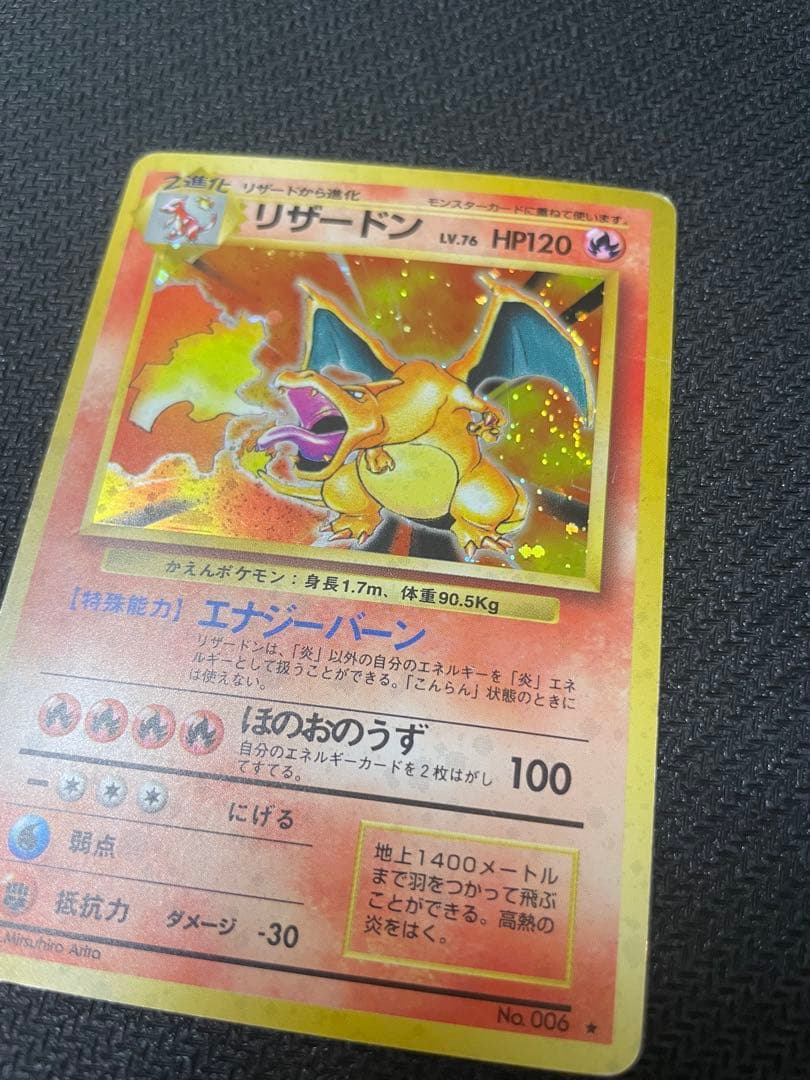 2進化
リザードから進化
モンスターカードに重ねて使います。
リザードン LV.76 HP120
かえんポケモン：身長1.7m、体重90.5Kg
【特殊能力】エナジーバーン
リザードンは、「炎」以外の自分のエネルギーを「炎」エネ
ルギーとして扱うことができる。「こんらん」状態のときに
は使えない。
ほのおのうず 100
自分のエネルギーカードを2枚はがし
てすてる。
にげる
弱点
抵抗力 ダメージ -30
地上1400メートル
まで羽をつかって飛ぶ
ことができる。高熱の
炎をはく。
Mitsuhiro Arita
No. 006 ★